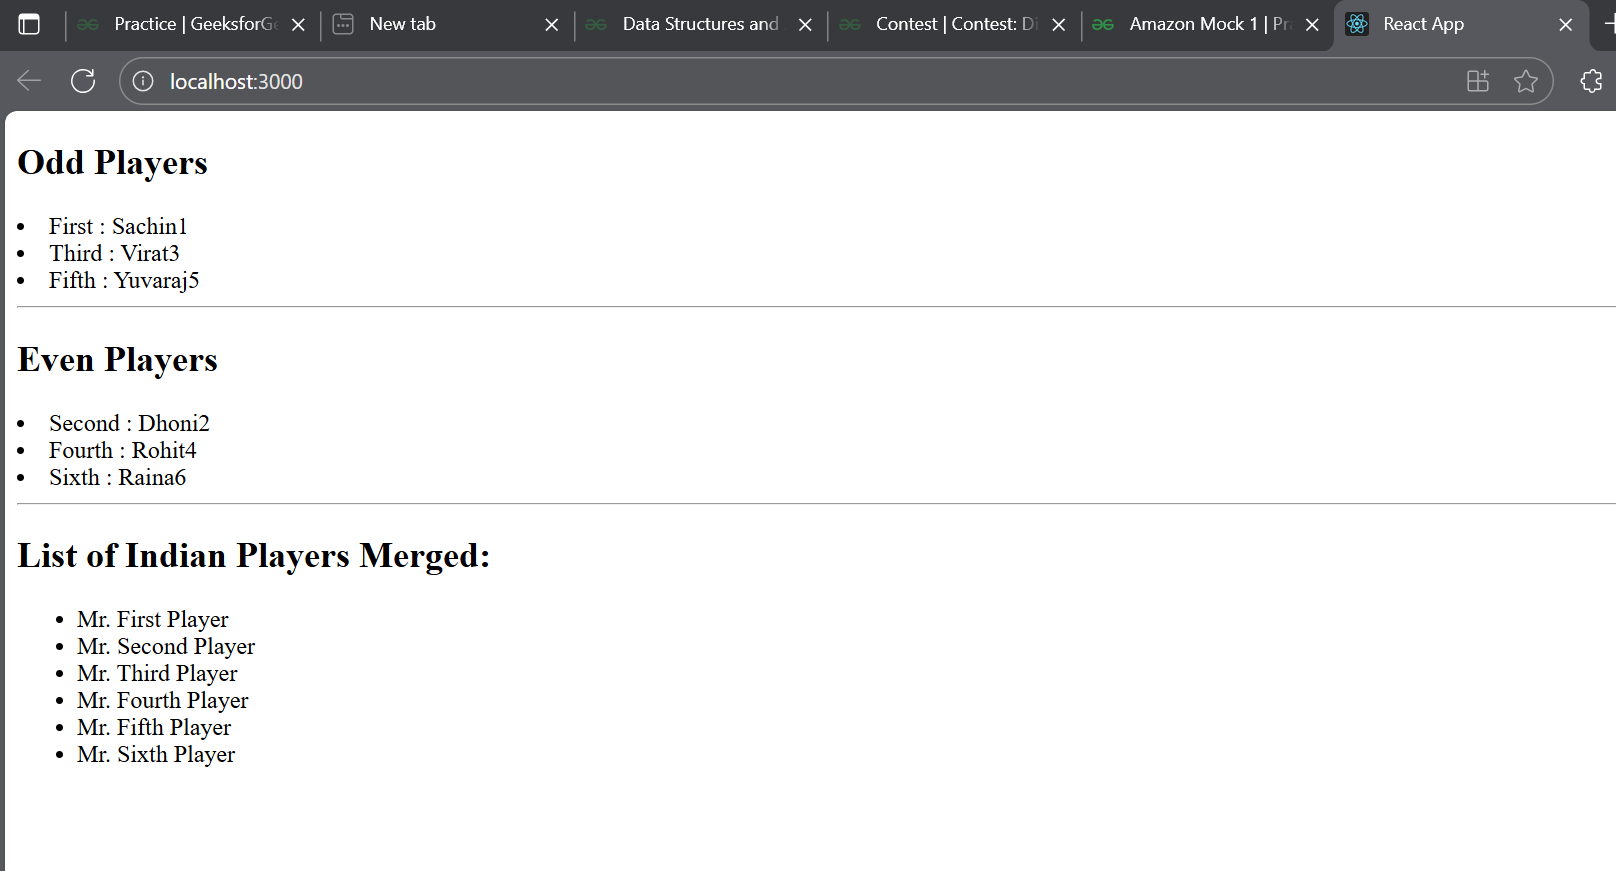 Practice | GeeksforG
New tab
Data Structures and
Contest | Contest: Di
Amazon Mock 1 | Pr
React App
localhost:3000
Odd Players
First : Sachin1
Third : Virat3
Fifth : Yuvaraj5
Even Players
Second : Dhoni2
Fourth : Rohit4
Sixth : Raina6
List of Indian Players Merged:
Mr. First Player
Mr. Second Player
Mr. Third Player
Mr. Fourth Player
Mr. Fifth Player
Mr. Sixth Player